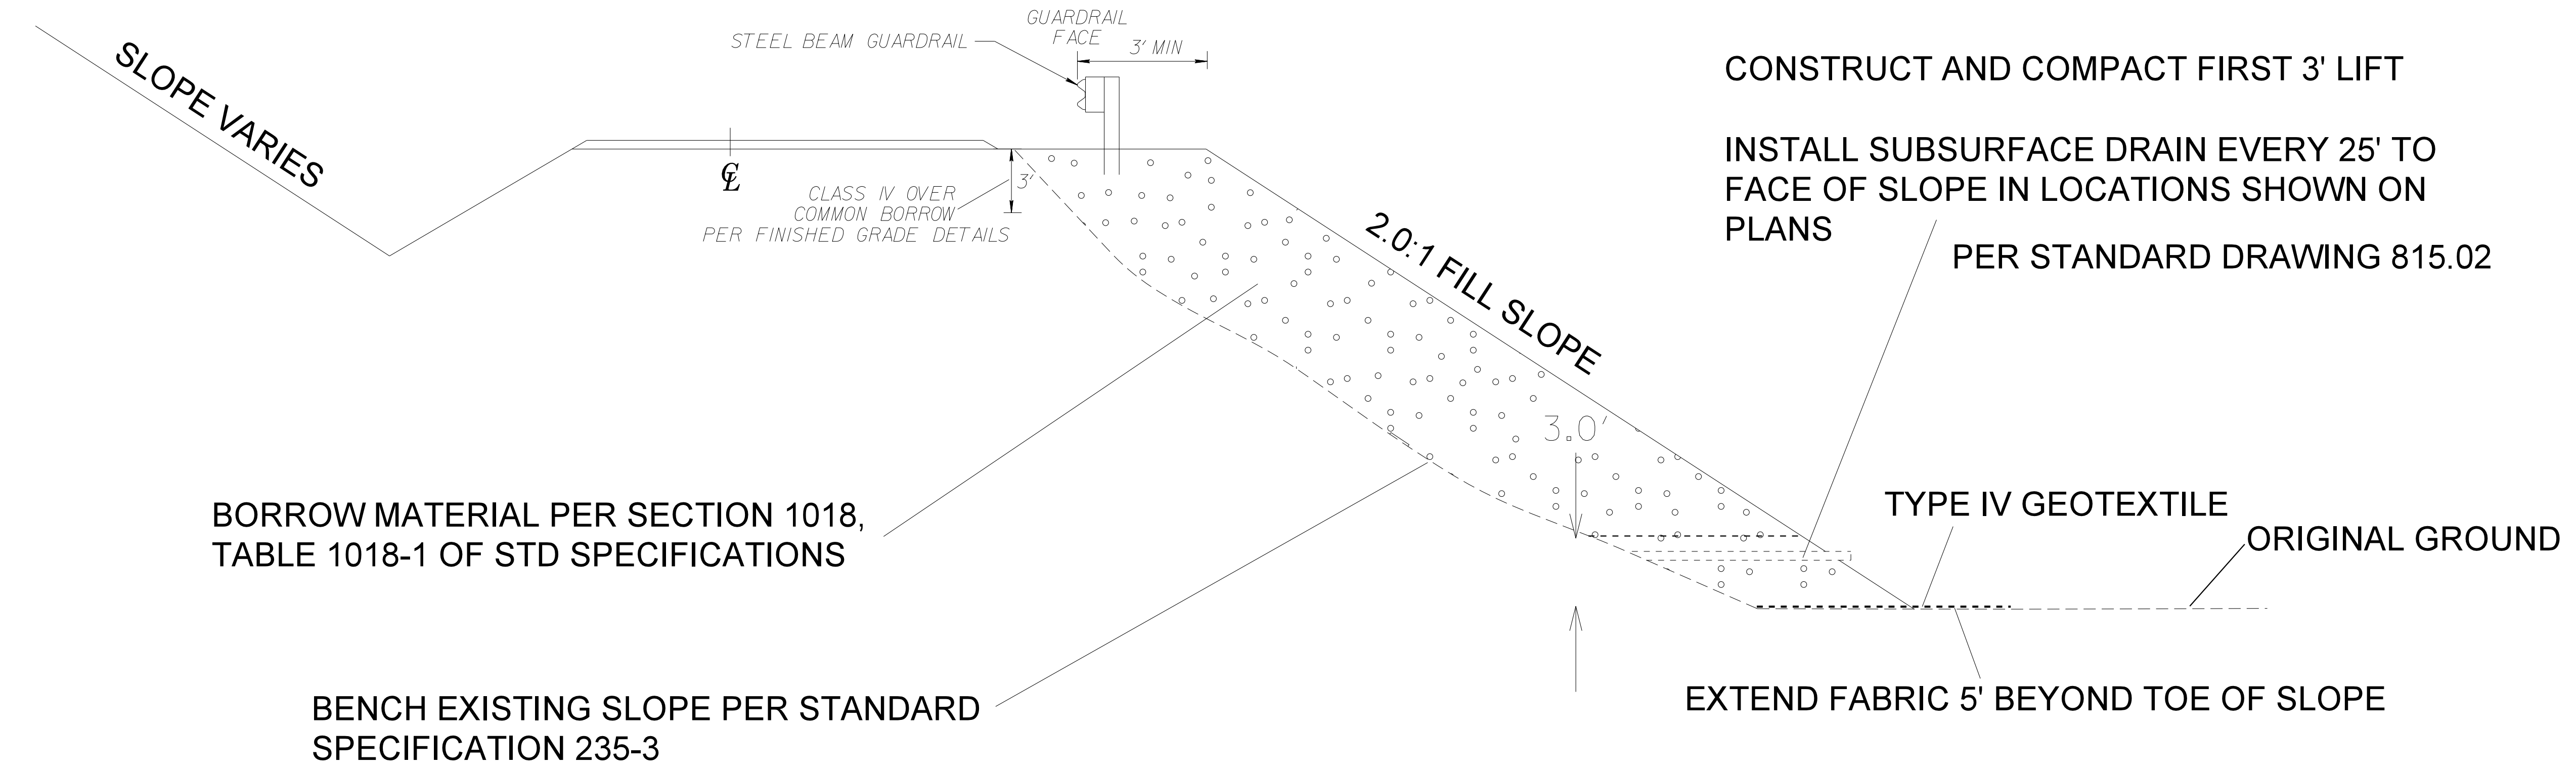 GUARDRAIL
FACE
STEEL BEAM GUARDRAIL
3' MIN
SLOPE VARIES
CONSTRUCT AND COMPACT FIRST 3' LIFT
INSTALL SUBSURFACE DRAIN EVERY 25' TO
FACE OF SLOPE IN LOCATIONS SHOWN ON
PLANS
PER STANDARD DRAWING 815.02
CL
3'
CLASS IV OVER
COMMON BORROW
PER FINISHED GRADE DETAILS
2.0:1 FILL SLOPE
3.0'
BORROW MATERIAL PER SECTION 1018,
TABLE 1018-1 OF STD SPECIFICATIONS
TYPE IV GEOTEXTILE
ORIGINAL GROUND
BENCH EXISTING SLOPE PER STANDARD
SPECIFICATION 235-3
EXTEND FABRIC 5' BEYOND TOE OF SLOPE